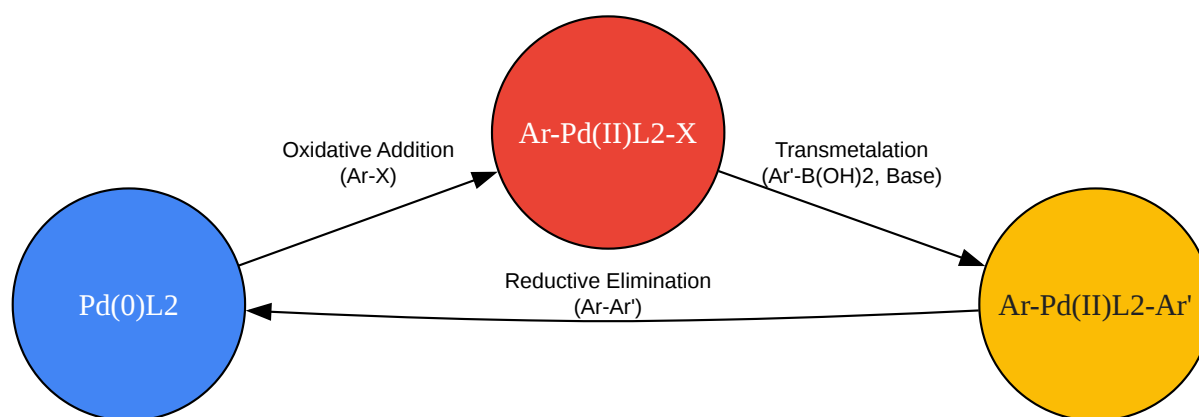 Ar-Pd(II)L2-X
Oxidative Addition
(Ar-X)
Transmetalation
(Ar'-B(OH)2, Base)
Reductive Elimination
(Ar-Ar')
Pd(0)L2
Ar-Pd(II)L2-Ar'